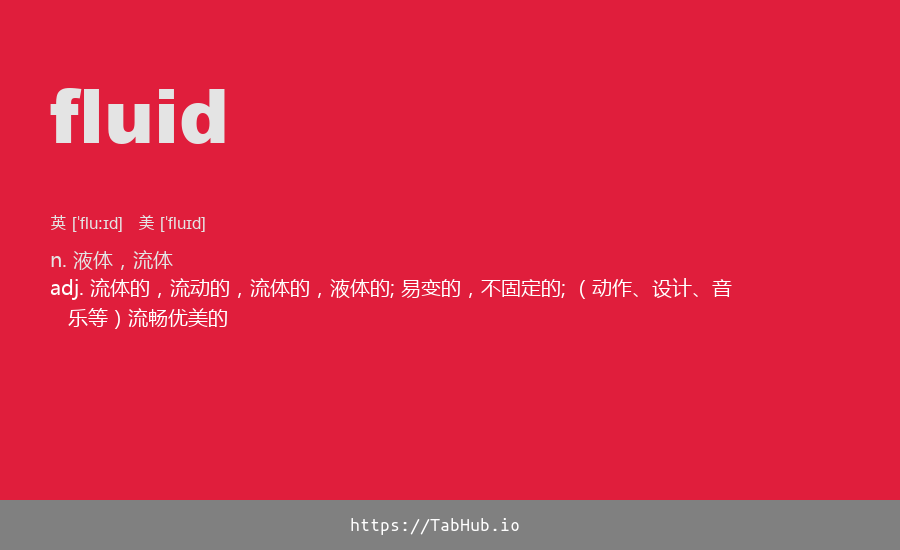 fluid
英 [ˈfluːɪd] 美 [ˈfluɪd]
n. 液体，流体
adj. 流体的，流动的，流体的，液体的; 易变的，不固定的; （动作、设计、音
乐等）流畅优美的
https://TabHub.io